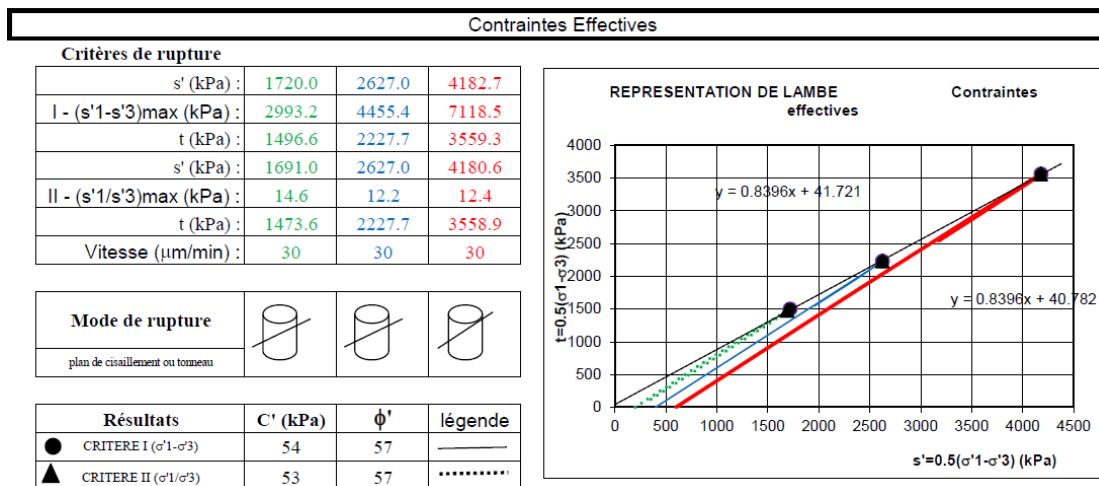 Contraintes Effectives
Critères de rupture
s' (kPa) : 1720.0 2627.0 4182.7
I - (s'1-s'3)max (kPa) : 2993.2 4455.4 7118.5
t (kPa) : 1496.6 2227.7 3559.3
s' (kPa) : 1691.0 2627.0 4180.6
II - (s'1/s'3)max (kPa) : 14.6 12.2 12.4
t (kPa) : 1473.6 2227.7 3558.9
Vitesse (μm/min) : 30 30 30
Mode de rupture
plan de cisaillement ou tonneau
Résultats C' (kPa) ϕ' légende
CRITERE I (σ'1-σ'3) 54 57
CRITERE II (σ'1/σ'3) 53 57
REPRESENTATION DE LAMBE Contraintes
effectives
4000
3500
3000
2500
2000
1500
1000
500
0
t=0.5(σ'1-σ'3) (kPa)
y = 0.8396x + 41.721
y = 0.8396x + 40.782
0 500 1000 1500 2000 2500 3000 3500 4000 4500
s'=0.5(σ'1-σ'3) (kPa)